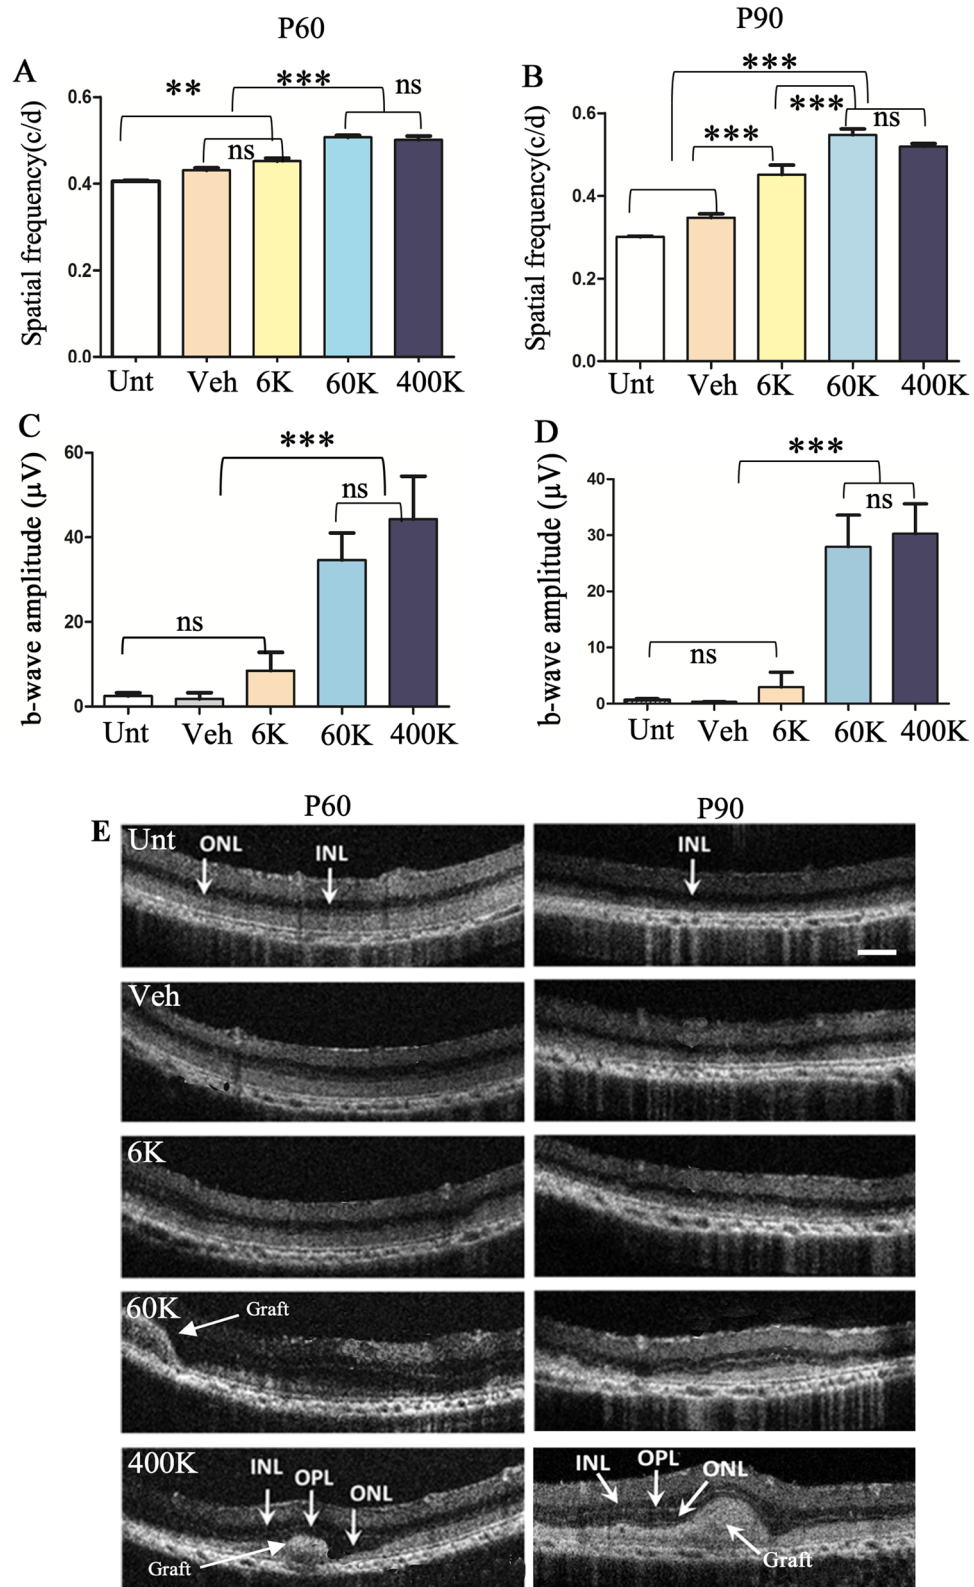 P60
P90
A
Spatial frequency(c/d)
0.6
0.4
0.2
0.0
**
***
ns
ns
Unt Veh 6K 60K 400K
B
Spatial frequency(c/d)
0.6
0.4
0.2
0.0
***
***
***
ns
Unt Veh 6K 60K 400K
C
b-wave amplitude (µV)
60
40
20
0
***
ns
ns
Unt Veh 6K 60K 400K
D
b-wave amplitude (µV)
40
30
20
10
0
***
ns
ns
Unt Veh 6K 60K 400K
E
P60
P90
Unt
ONL
INL
INL
Veh
6K
60K
Graft
400K
INL
OPL
ONL
Graft
INL
OPL
ONL
Graft